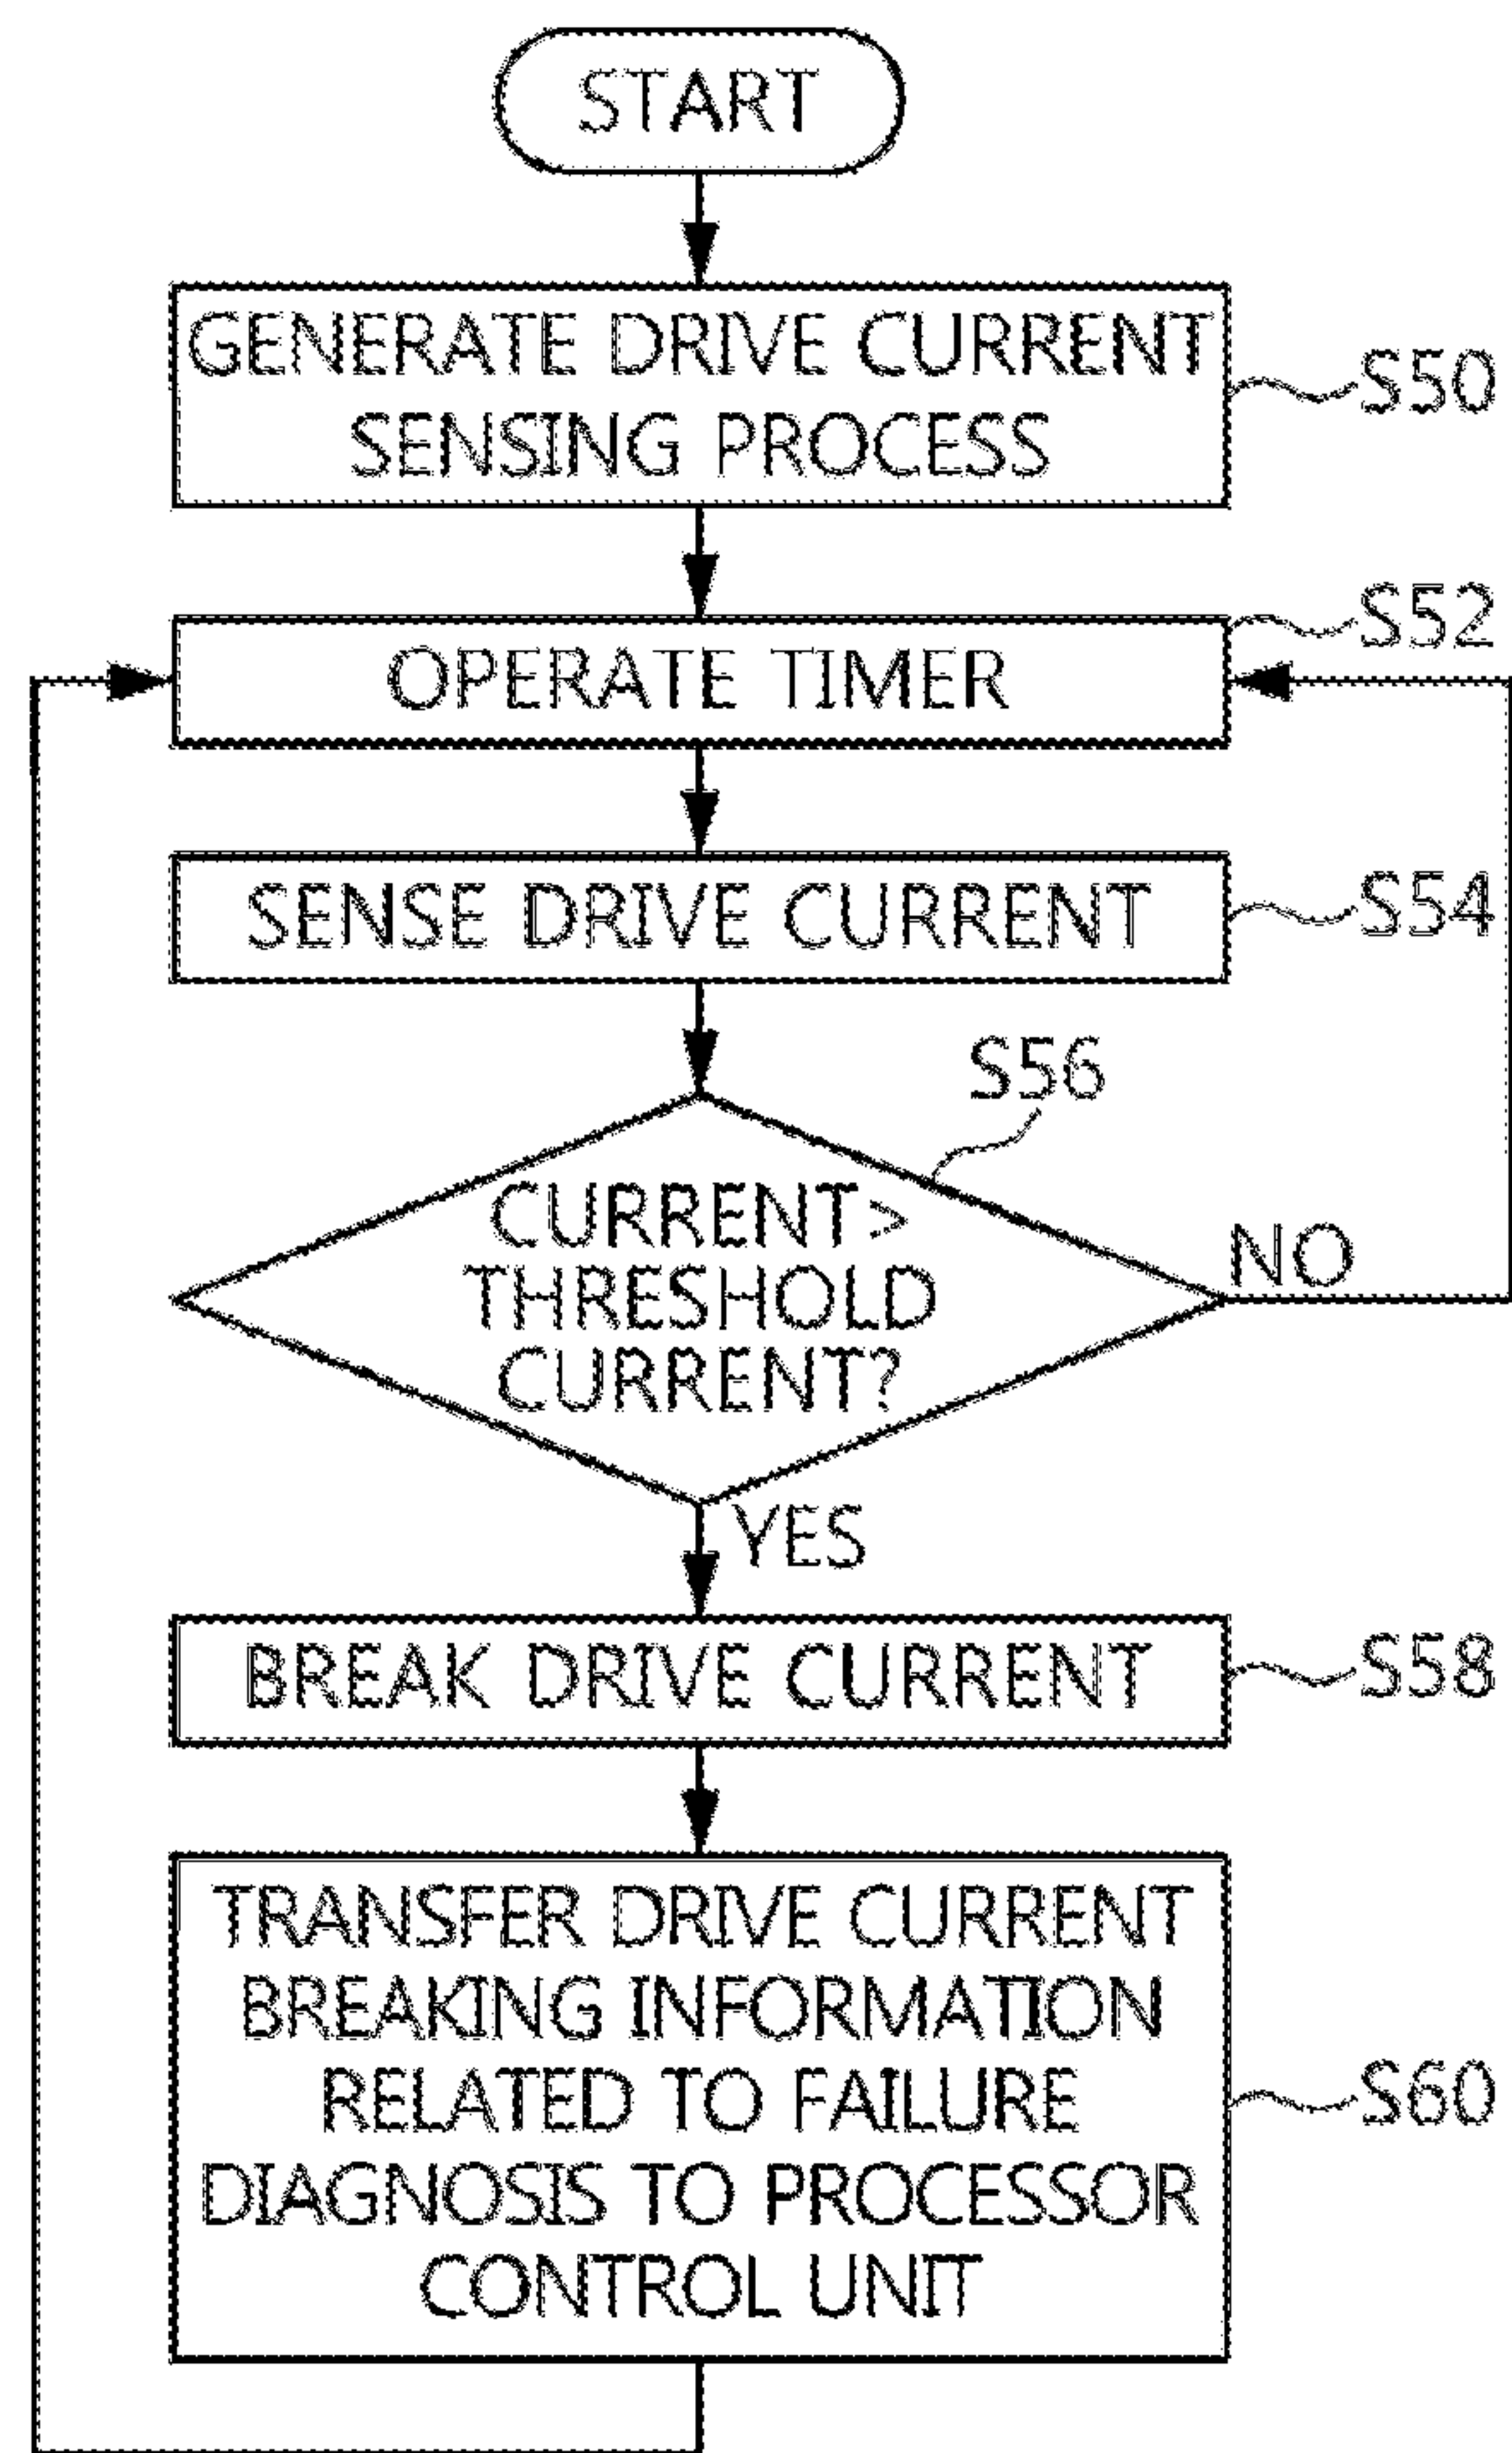 START
GENERATE DRIVE CURRENT
SENSING PROCESS
S50
S52
OPERATE TIMER
SENSE DRIVE CURRENT
S54
S56
CURRENT>
THRESHOLD
CURRENT?
NO
YES
BREAK DRIVE CURRENT
S58
TRANSFER DRIVE CURRENT
BREAKING INFORMATION
RELATED TO FAILURE
DIAGNOSIS TO PROCESSOR
CONTROL UNIT
S60